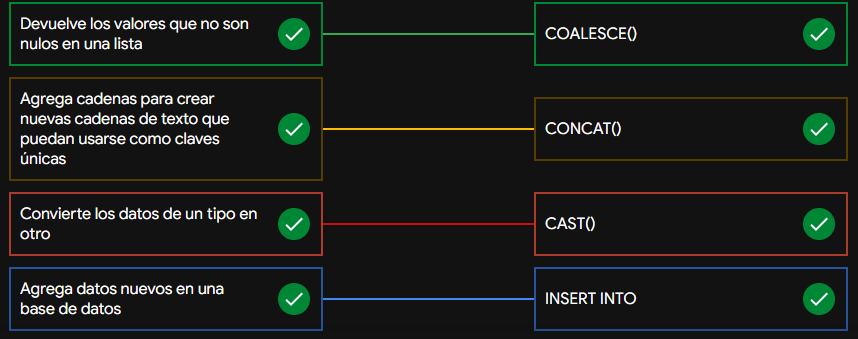 Devuelve los valores que no son
nulos en una lista
COALESCE()
Agrega cadenas para crear
nuevas cadenas de texto que
puedan usarse como claves
únicas
CONCAT()
Convierte los datos de un tipo en
otro
CAST()
Agrega datos nuevos en una
base de datos
INSERT INTO